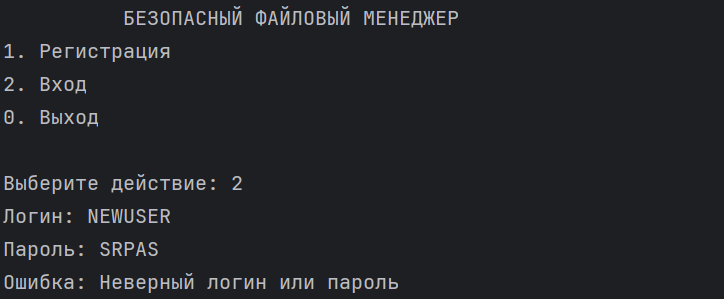 БЕЗОПАСНЫЙ ФАЙЛОВЫЙ МЕНЕДЖЕР
1. Регистрация
2. Вход
0. Выход
Выберите действие: 2
Логин: NEWUSER
Пароль: SRPAS
Ошибка: Неверный логин или пароль